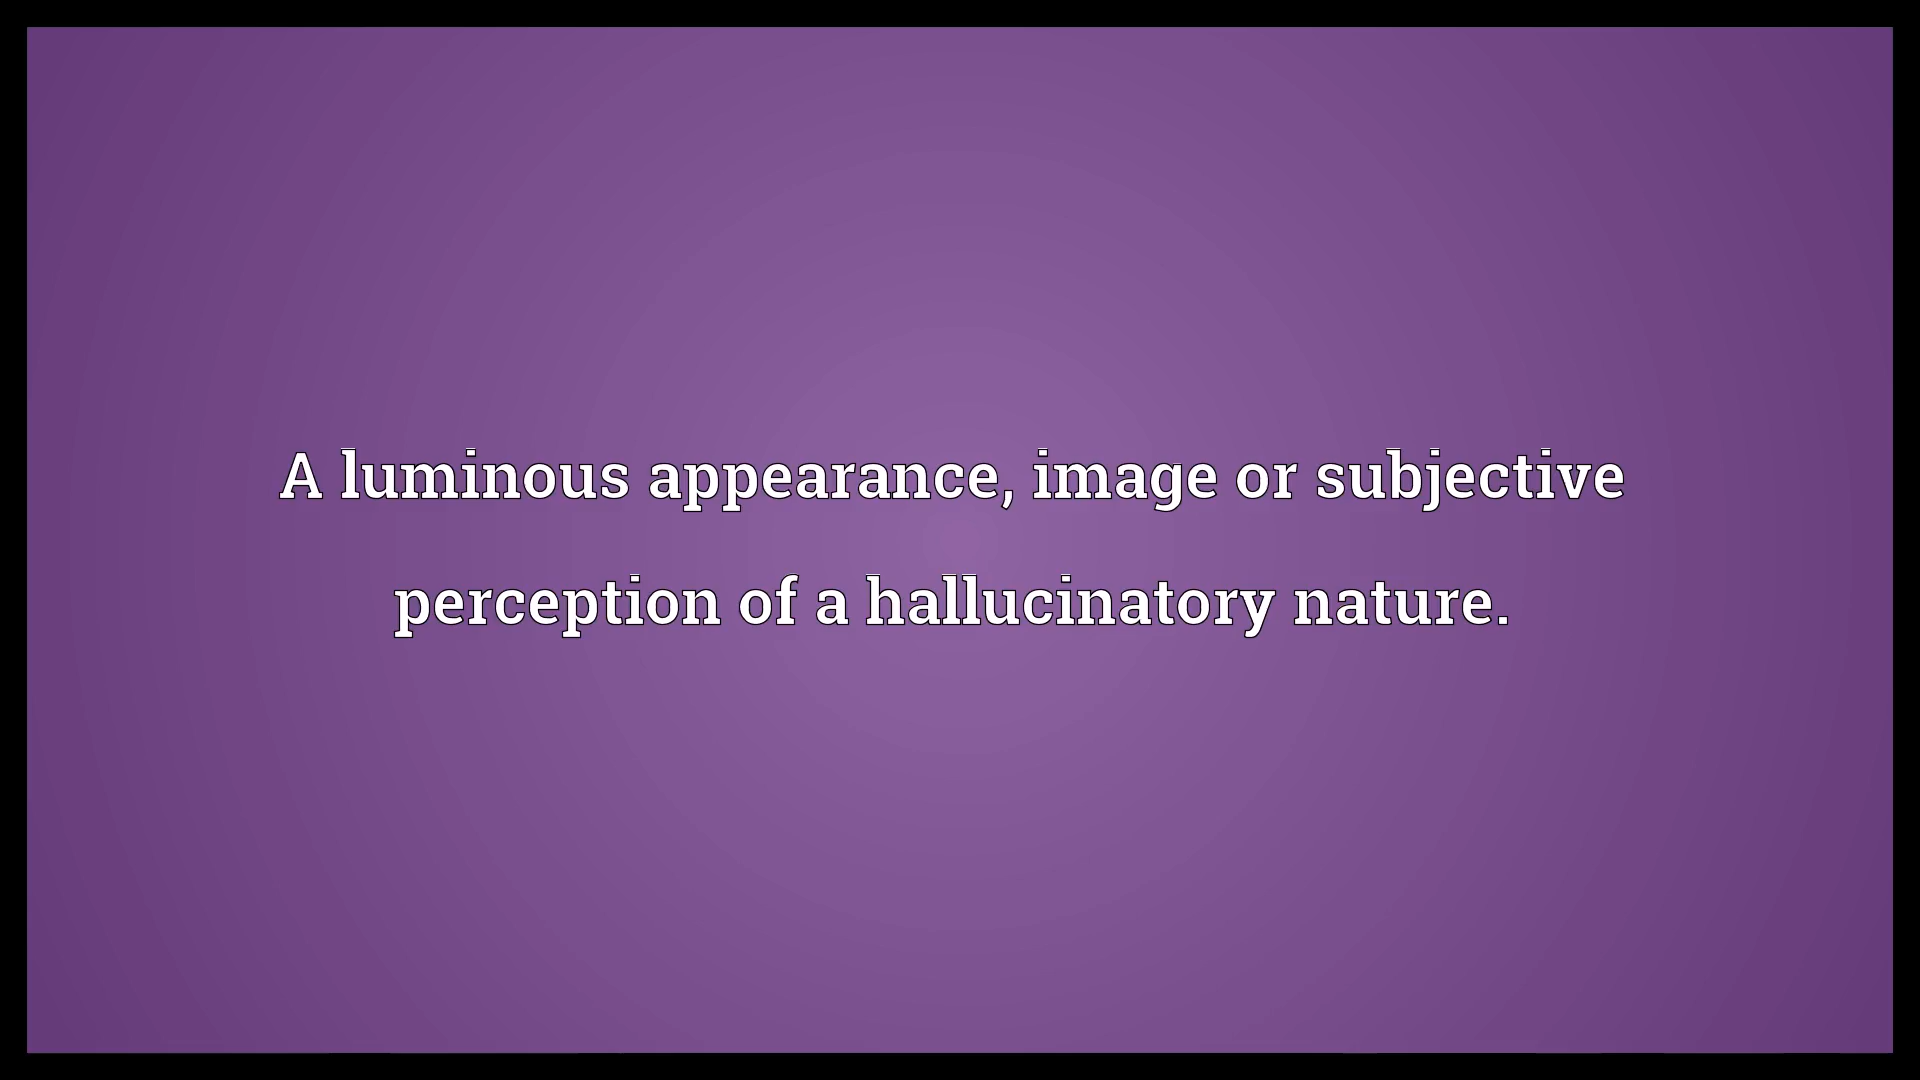 A luminous appearance, image or subjective
perception of a hallucinatory nature.